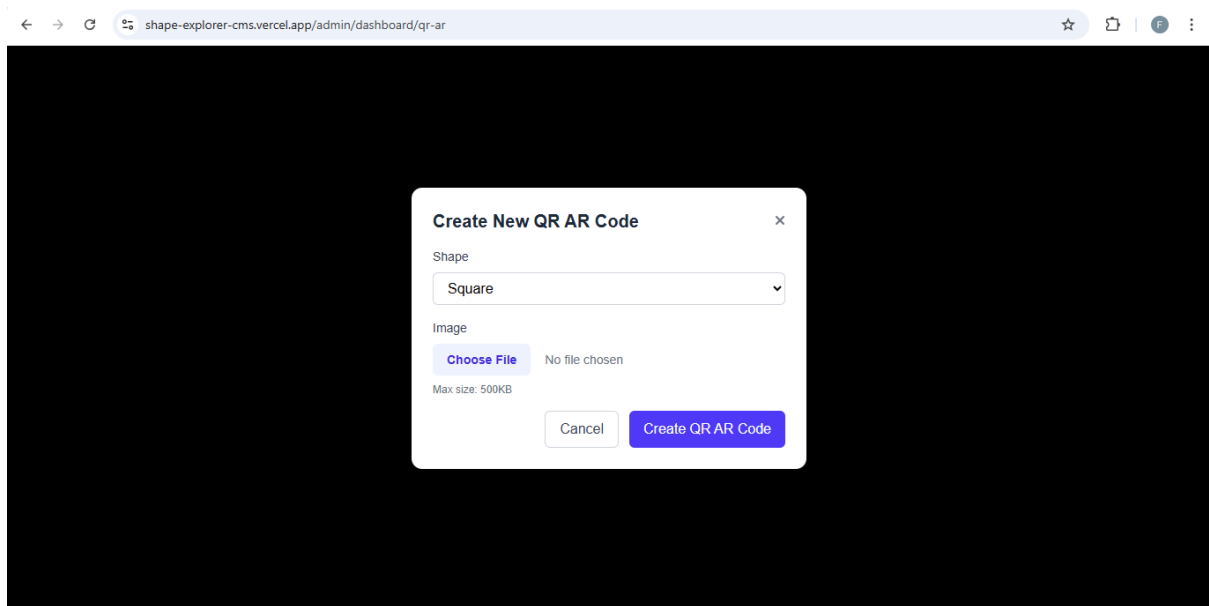 shape-explorer-cms.vercel.app/admin/dashboard/qr-ar
F
Create New QR AR Code
×
Shape
Square
Image
Choose File No file chosen
Max size: 500KB
Cancel Create QR AR Code